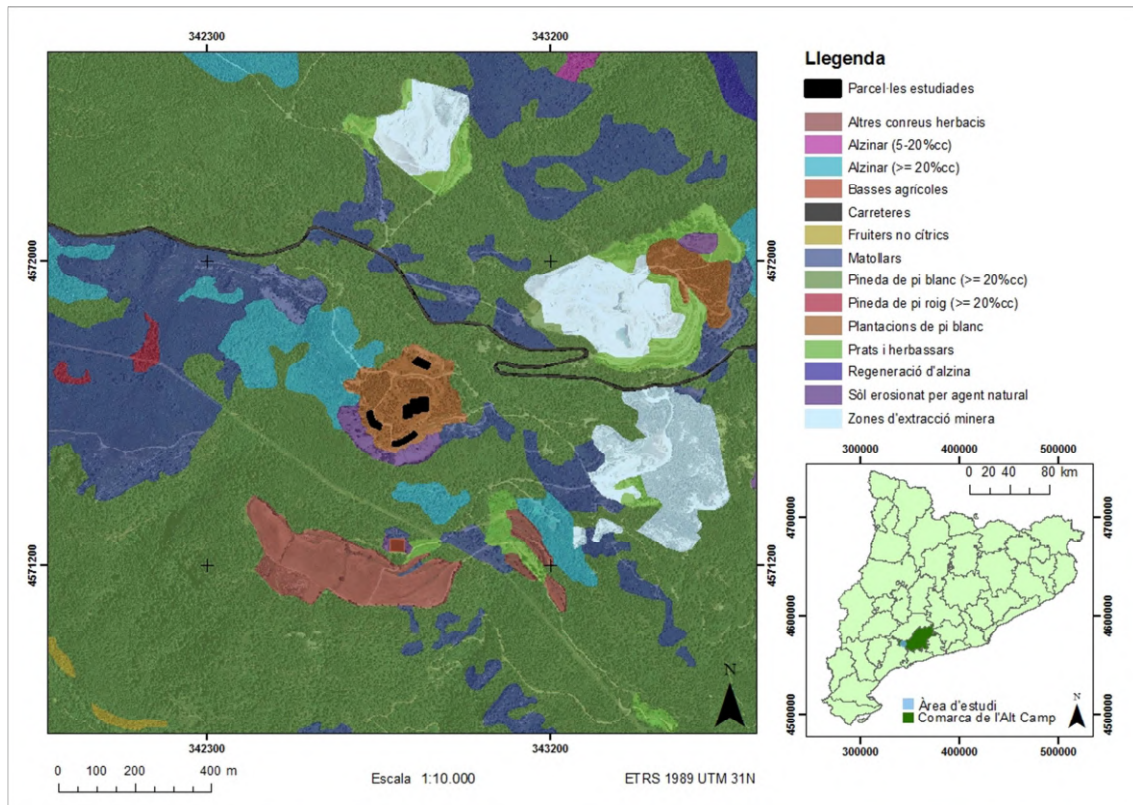 342300
343200
4572000
4571200
4572000
4571200
342300
343200
0 100 200 400 m
Escala 1:10.000
ETRS 1989 UTM 31N
N
Llegenda
Parcel·les estudiades
Altres conreus herbacis
Alzinar (5-20%cc)
Alzinar (>= 20%cc)
Basses agrícoles
Carreteres
Fruiters no cítrics
Matollars
Pineda de pi blanc (>= 20%cc)
Pineda de pi roig (>= 20%cc)
Plantacions de pi blanc
Prats i herbassars
Regeneració d'alzina
Sòl erosionat per agent natural
Zones d'extracció minera
300000
400000
500000
0 20 40 80 km
4700000
4600000
4500000
4700000
4600000
4500000
N
Àrea d'estudi
Comarca de l'Alt Camp
300000
400000
500000